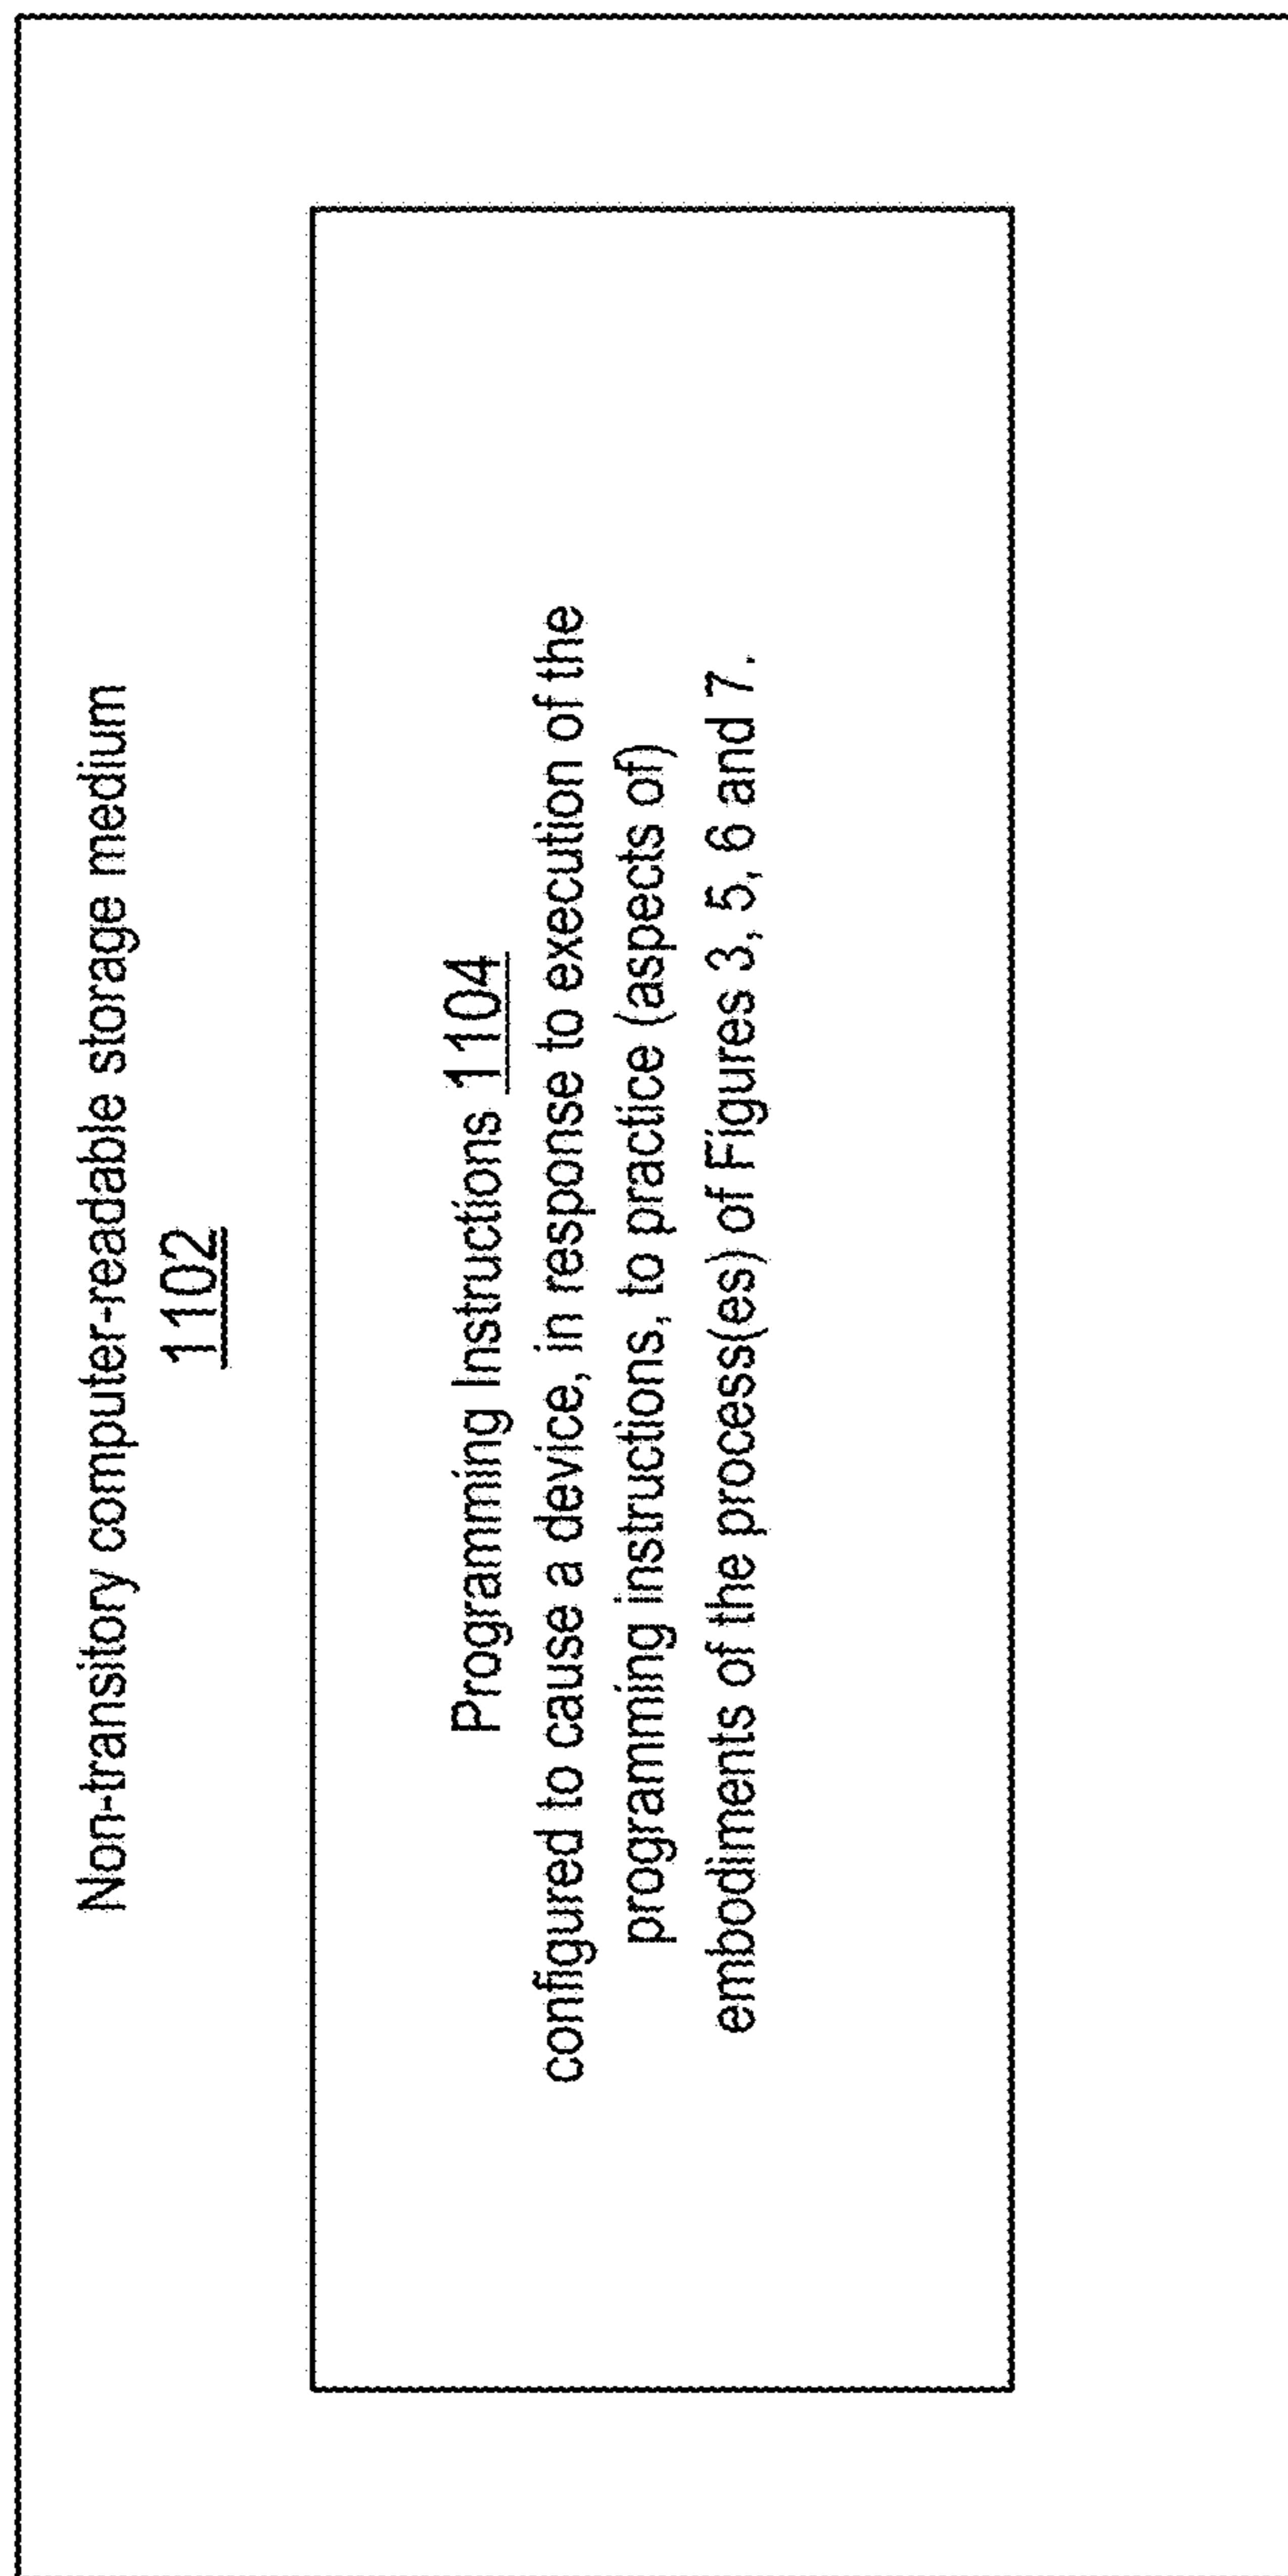 Non-transitory computer-readable storage medium
1102
Programming Instructions 1104
configured to cause a device, in response to execution of the
programming instructions, to practice (aspects of)
embodiments of the process(es) of Figures 3, 5, 6 and 7.